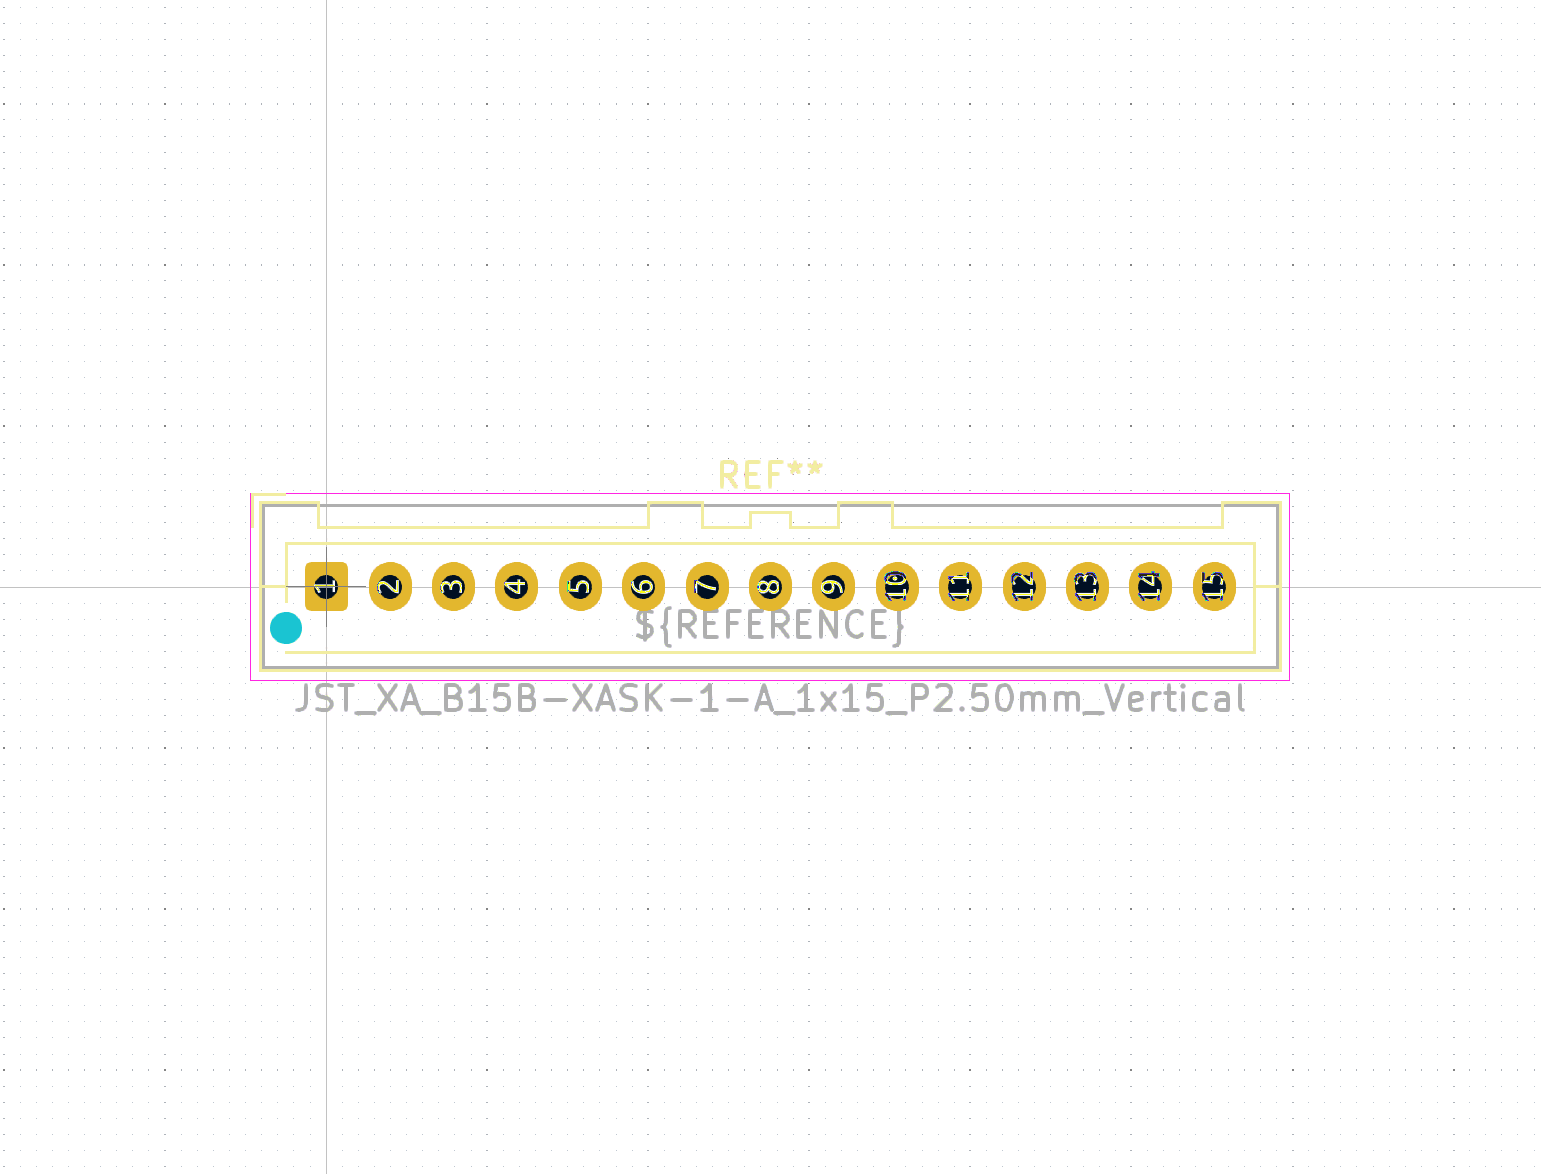 REF**
1 2 3 4 5 6 7 8 9 10 11 12 13 14 15
${REFERENCE}
JST_XA_B15B-XASK-1-A_1x15_P2.50mm_Vertical